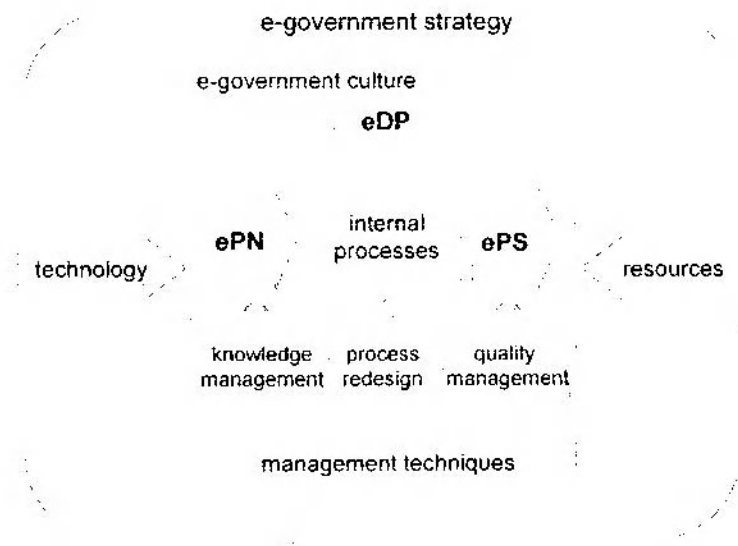 e-government strategy
e-government culture
eDP
ePN
internal
processes
ePS
technology
resources
knowledge
management
process
redesign
quality
management
management techniques